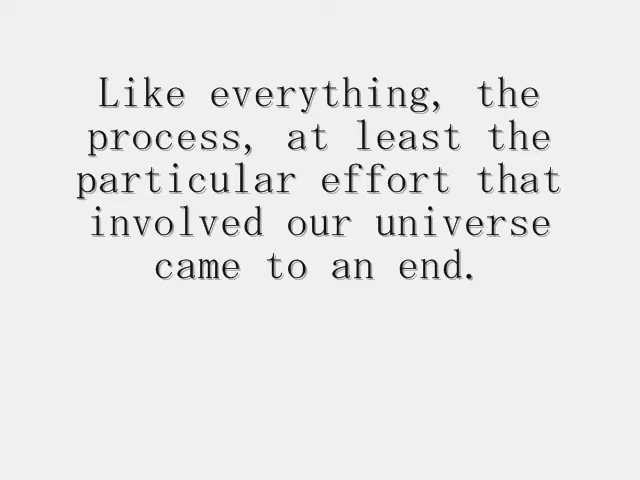 Like everything, the
process, at least the
particular effort that
involved our universe
came to an end.